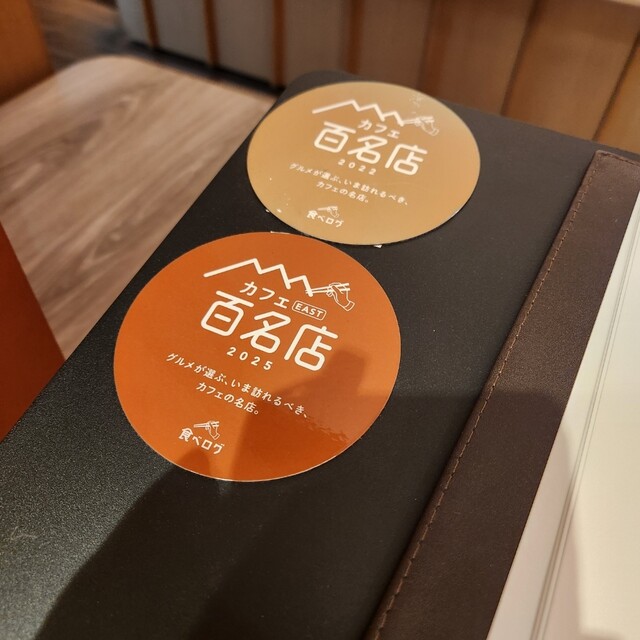 カフェ
百名店
2022
グルメが選ぶ、いま訪れるべき、
カフェの名店。
食べログ
カフェ EAST
百名店
2025
グルメが選ぶ、いま訪れるべき、
カフェの名店。
食べログ